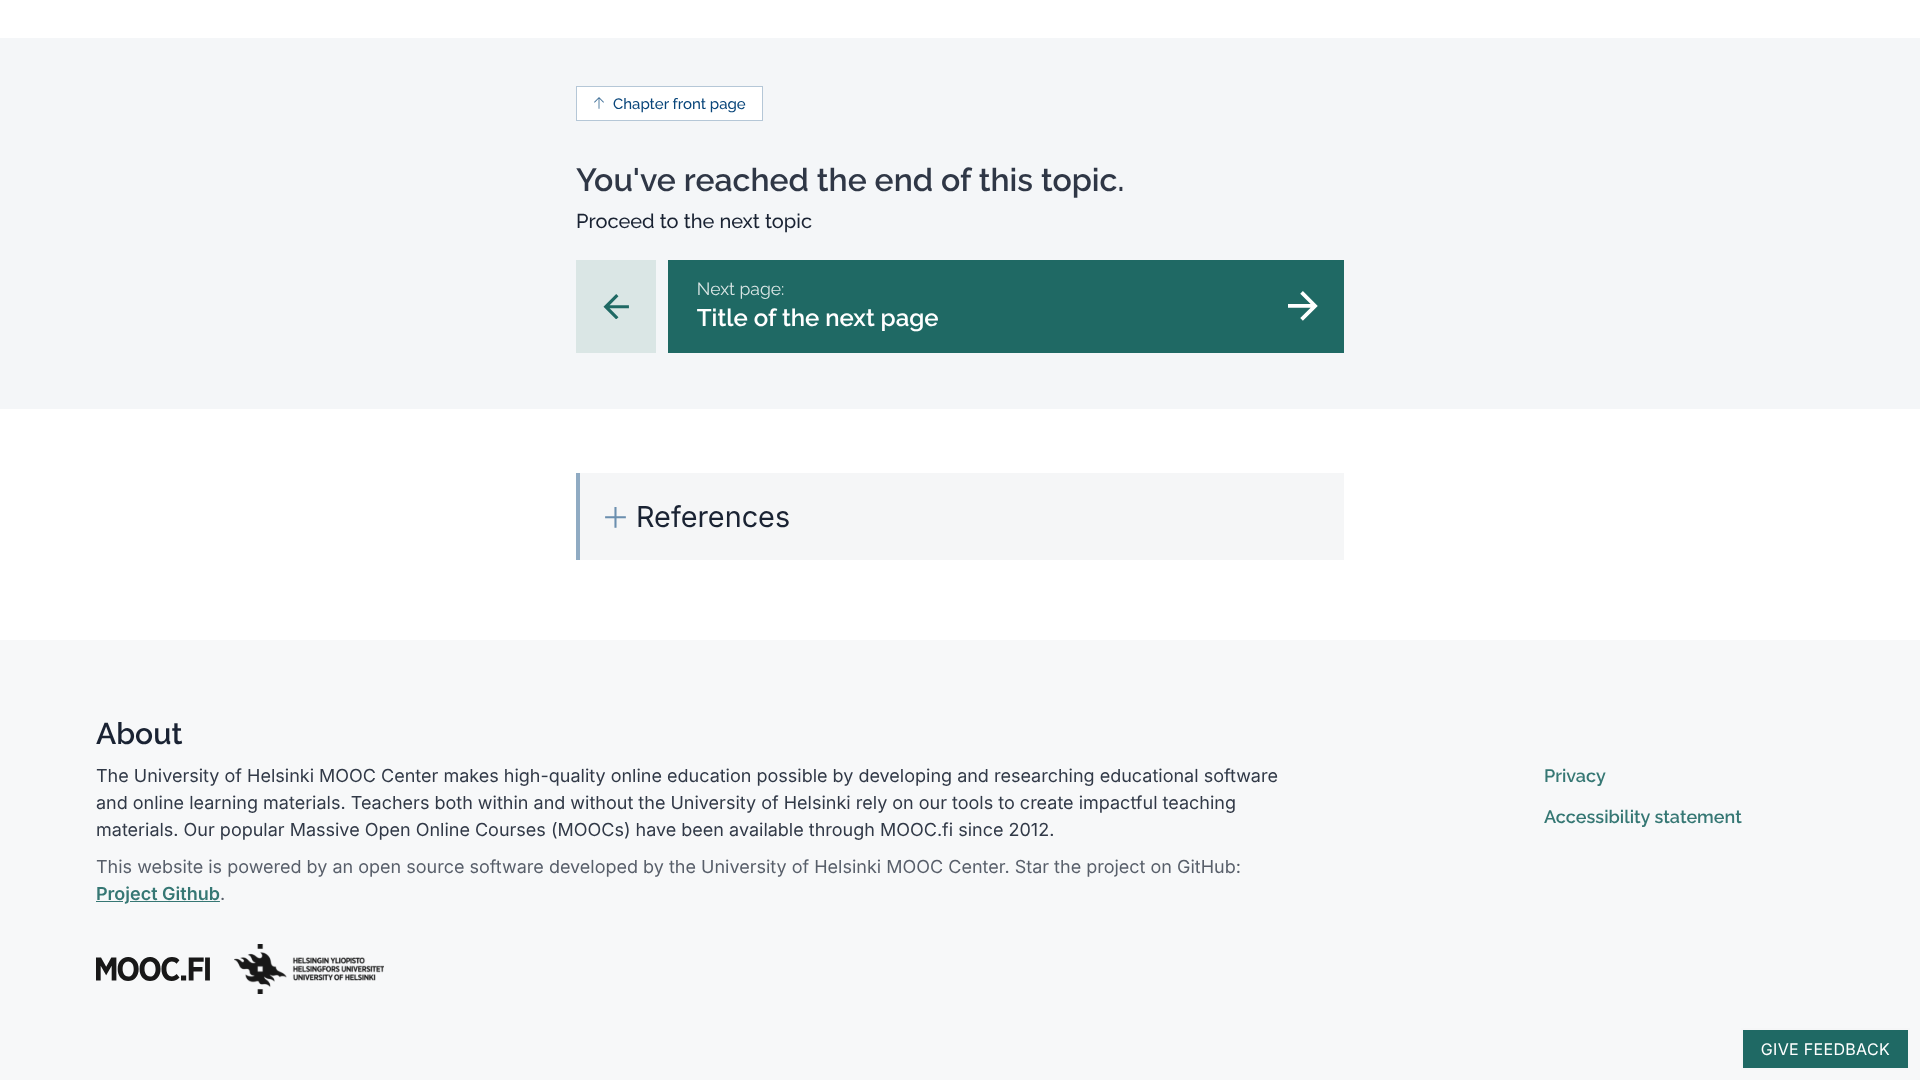 Chapter front page
You've reached the end of this topic.
Proceed to the next topic
Next page:
Title of the next page
References
About
The University of Helsinki MOOC Center makes high-quality online education possible by developing and researching educational software
and online learning materials. Teachers both within and without the University of Helsinki rely on our tools to create impactful teaching
materials. Our popular Massive Open Online Courses (MOOCs) have been available through MOOC.fi since 2012.
This website is powered by an open source software developed by the University of Helsinki MOOC Center. Star the project on GitHub:
Project Github.
Privacy
Accessibility statement
MOOC.FI
HELSINGIN YLIOPISTO
HELSINGFORS UNIVERSITET
UNIVERSITY OF HELSINKI
GIVE FEEDBACK